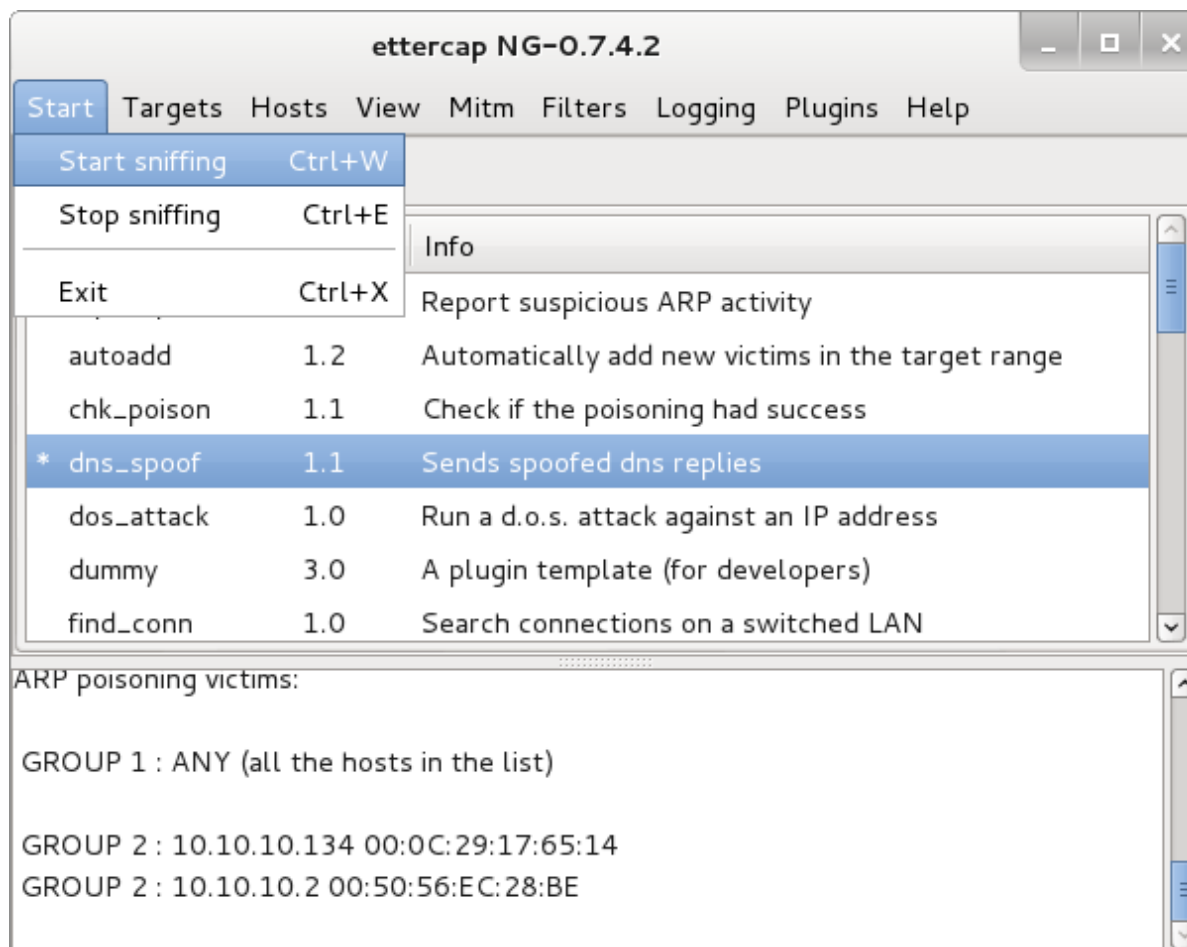 ettercap NG-0.7.4.2
Start Targets Hosts View Mitm Filters Logging Plugins Help
Start sniffing Ctrl+W
Stop sniffing Ctrl+E
Info
Exit Ctrl+X
Report suspicious ARP activity
autoadd 1.2 Automatically add new victims in the target range
chk_poison 1.1 Check if the poisoning had success
* dns_spoof 1.1 Sends spoofed dns replies
dos_attack 1.0 Run a d.o.s. attack against an IP address
dummy 3.0 A plugin template (for developers)
find_conn 1.0 Search connections on a switched LAN
ARP poisoning victims:
GROUP 1 : ANY (all the hosts in the list)
GROUP 2 : 10.10.10.134 00:0C:29:17:65:14
GROUP 2 : 10.10.10.2 00:50:56:EC:28:BE